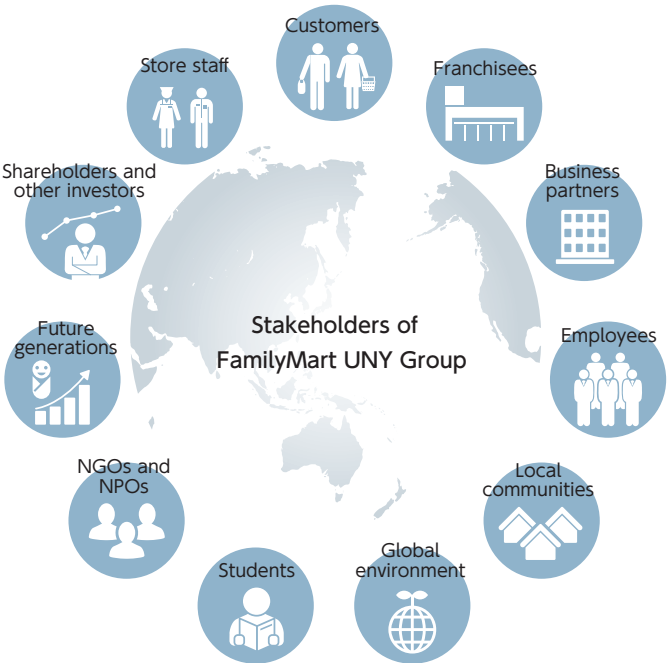 Customers
Franchisees
Business
partners
Employees
Local
communities
Global
environment
Students
NGOs and
NPOs
Future
generations
Shareholders and
other investors
Store staff
Stakeholders of
FamilyMart UNY Group